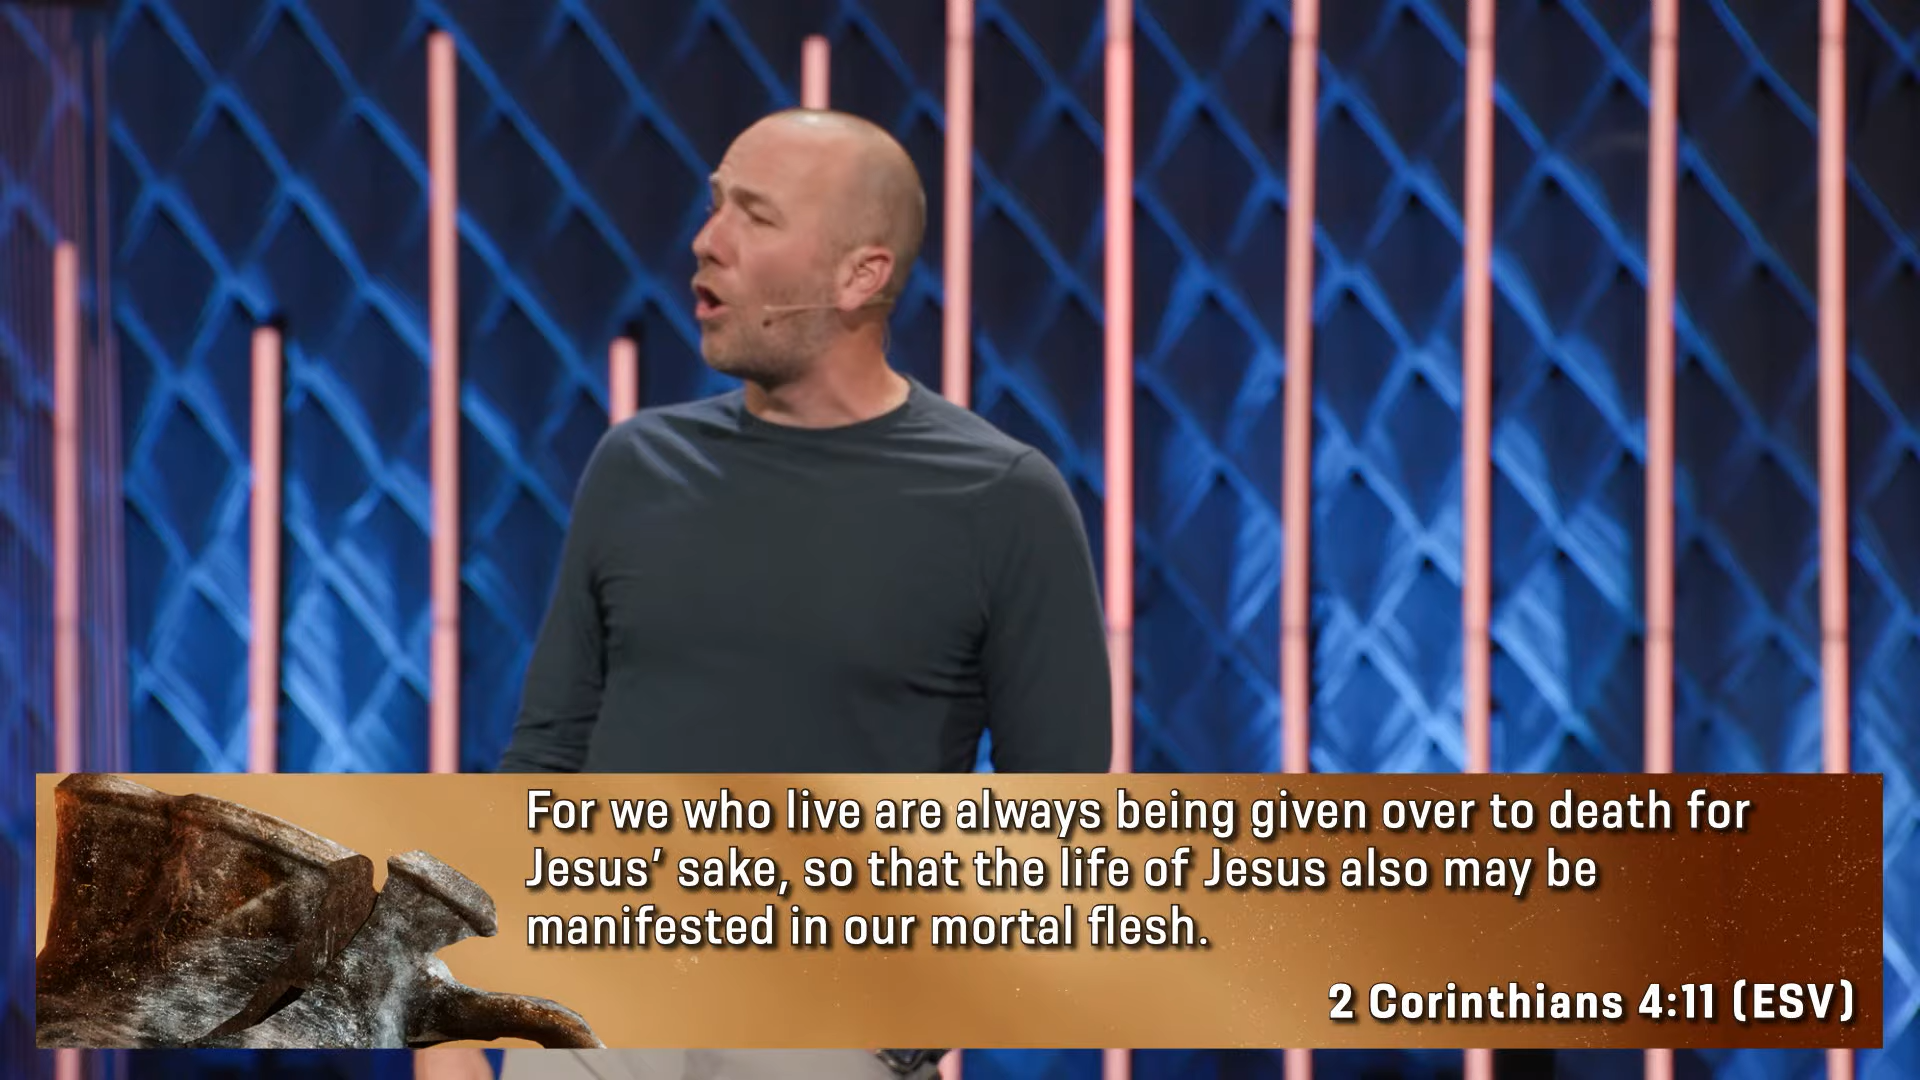 For we who live are always being given over to death for
Jesus’ sake, so that the life of Jesus also may be
manifested in our mortal flesh.
2 Corinthians 4:11 (ESV)